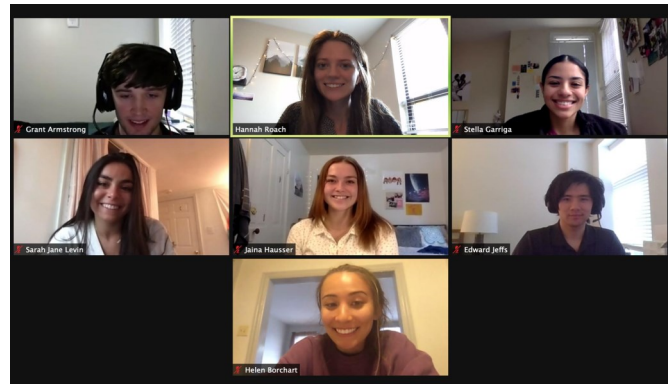 Grant Armstrong
Hannah Roach
Stella Garriga
Sarah Jane Levin
Jaina Hausser
Edward Jeffs
Helen Borchart